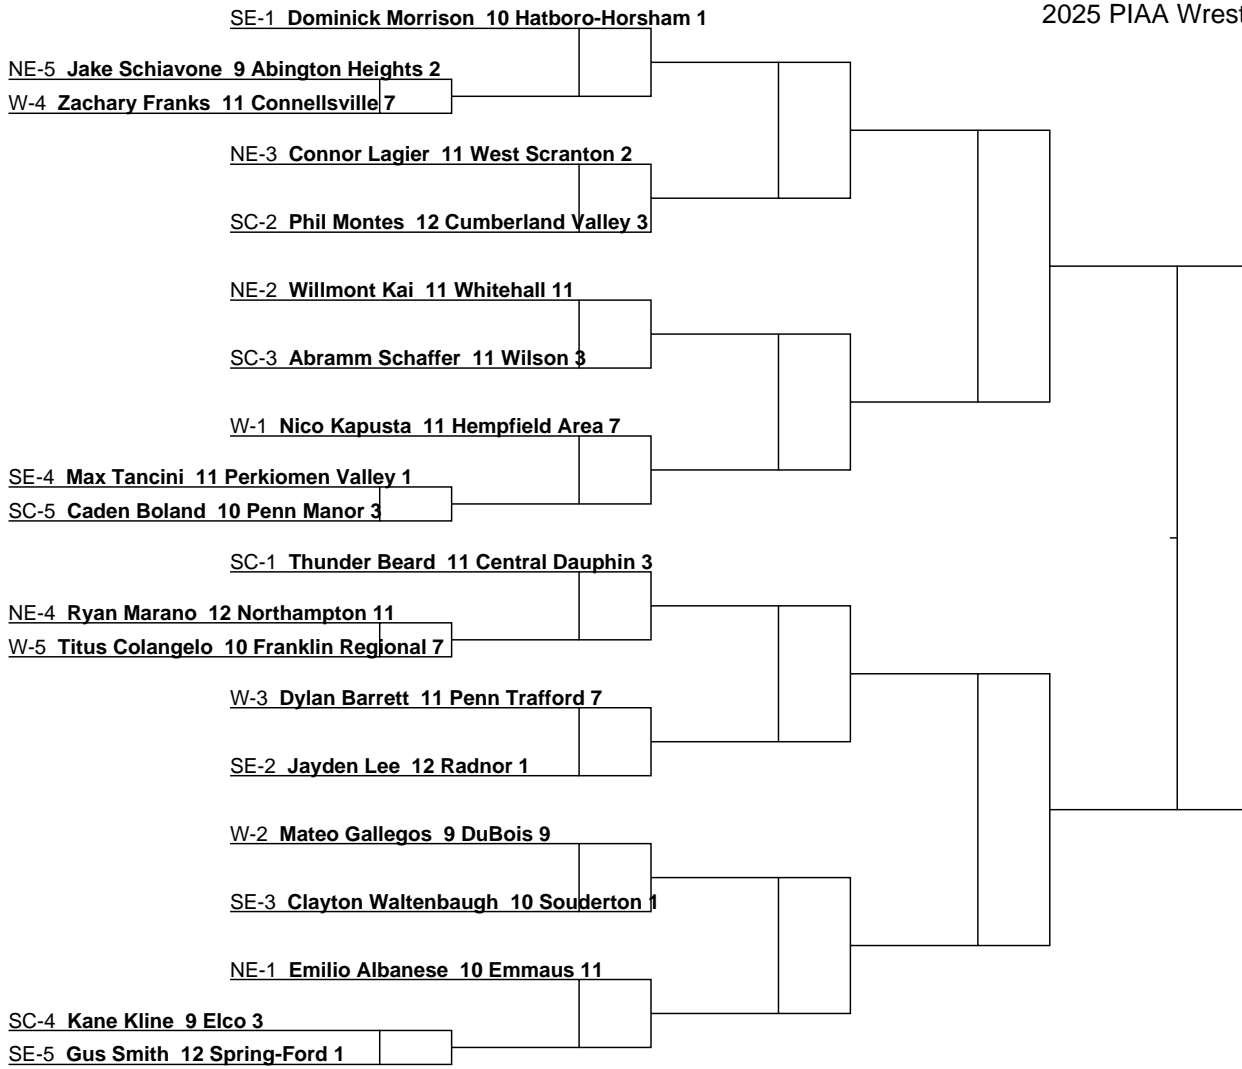 2025 PIAA Wrest
SE-1 Dominick Morrison 10 Hatboro-Horsham 1
NE-5 Jake Schiavone 9 Abington Heights 2
W-4 Zachary Franks 11 Connellsville 7
NE-3 Connor Lagier 11 West Scranton 2
SC-2 Phil Montes 12 Cumberland Valley 3
NE-2 Willmont Kai 11 Whitehall 11
SC-3 Abramm Schaffer 11 Wilson 3
W-1 Nico Kapusta 11 Hempfield Area 7
SE-4 Max Tancini 11 Perkiomen Valley 1
SC-5 Caden Boland 10 Penn Manor 3
SC-1 Thunder Beard 11 Central Dauphin 3
NE-4 Ryan Marano 12 Northampton 11
W-5 Titus Colangelo 10 Franklin Regional 7
W-3 Dylan Barrett 11 Penn Trafford 7
SE-2 Jayden Lee 12 Radnor 1
W-2 Mateo Gallegos 9 DuBois 9
SE-3 Clayton Waltenbaugh 10 Souderton 1
NE-1 Emilio Albanese 10 Emmaus 11
SC-4 Kane Kline 9 Elco 3
SE-5 Gus Smith 12 Spring-Ford 1